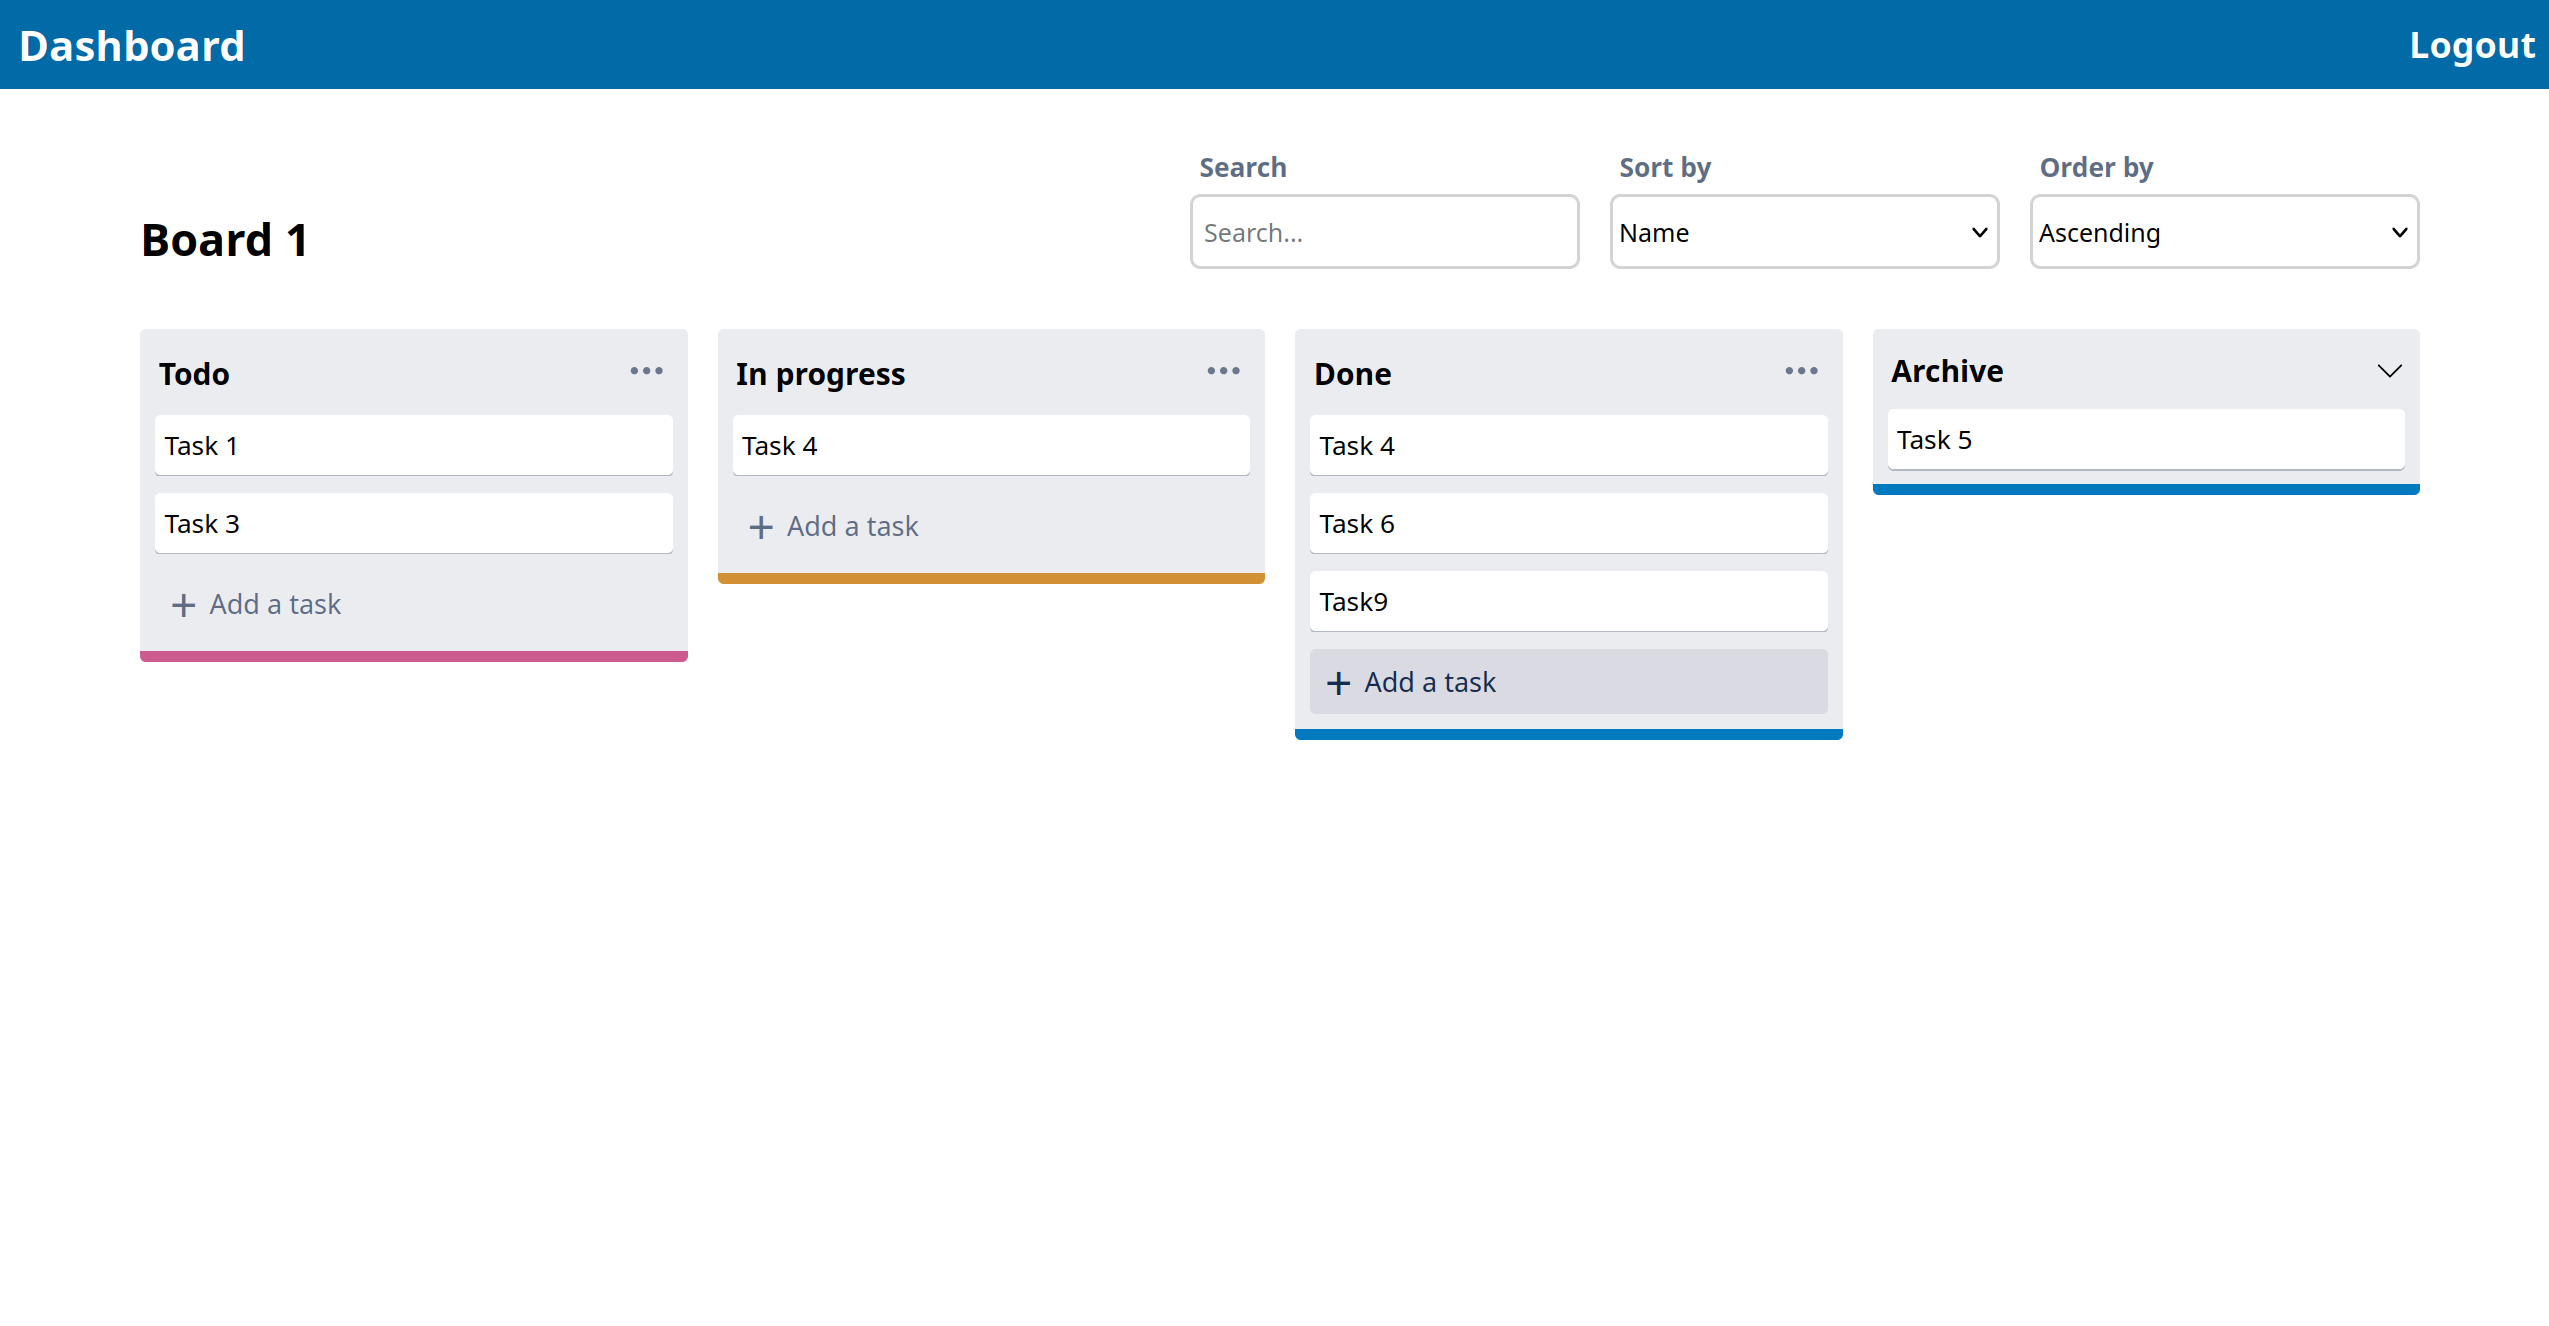 Dashboard
Logout
Search
Sort by
Order by
Board 1
Search...
Name
Ascending
Todo
Task 1
Task 3
+ Add a task
In progress
Task 4
+ Add a task
Done
Task 4
Task 6
Task9
+ Add a task
Archive
Task 5